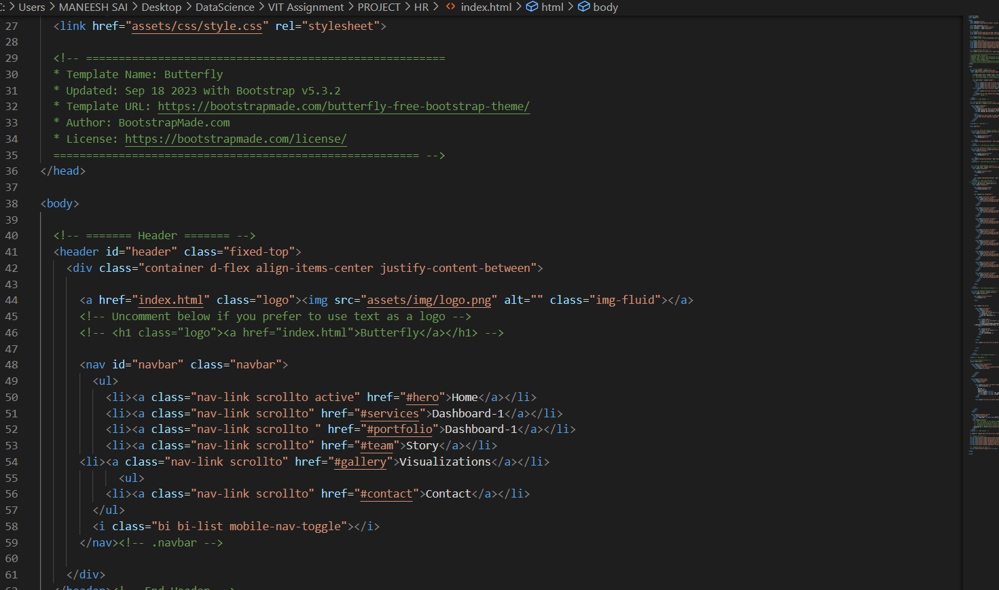 C: > Users > MANEESH SAI > Desktop > DataScience > VIT Assignment > PROJECT > HR > <> index.html > html > body
27 <link href="assets/css/style.css" rel="stylesheet">
28
29 <!-- =======================================================
30 * Template Name: Butterfly
31 * Updated: Sep 18 2023 with Bootstrap v5.3.2
32 * Template URL: https://bootstrapmade.com/butterfly-free-bootstrap-theme/
33 * Author: BootstrapMade.com
34 * License: https://bootstrapmade.com/license/
35 ======================================================== -->
36 </head>
37
38 <body>
39
40 <!-- ======= Header ======= -->
41 <header id="header" class="fixed-top">
42 <div class="container d-flex align-items-center justify-content-between">
43
44 <a href="index.html" class="logo"><img src="assets/img/logo.png" alt="" class="img-fluid"></a>
45 <!-- Uncomment below if you prefer to use text as a logo -->
46 <!-- <h1 class="logo"><a href="index.html">Butterfly</a></h1> -->
47
48 <nav id="navbar" class="navbar">
49 <ul>
50 <li><a class="nav-link scrollto active" href="#hero">Home</a></li>
51 <li><a class="nav-link scrollto" href="#services">Dashboard-1</a></li>
52 <li><a class="nav-link scrollto " href="#portfolio">Dashboard-1</a></li>
53 <li><a class="nav-link scrollto" href="#team">Story</a></li>
54 <li><a class="nav-link scrollto" href="#gallery">Visualizations</a></li>
55 <ul>
56 <li><a class="nav-link scrollto" href="#contact">Contact</a></li>
57 </ul>
58 <i class="bi bi-list mobile-nav-toggle"></i>
59 </nav><!-- .navbar -->
60
61 </div>
62 </header><!-- End Header -->